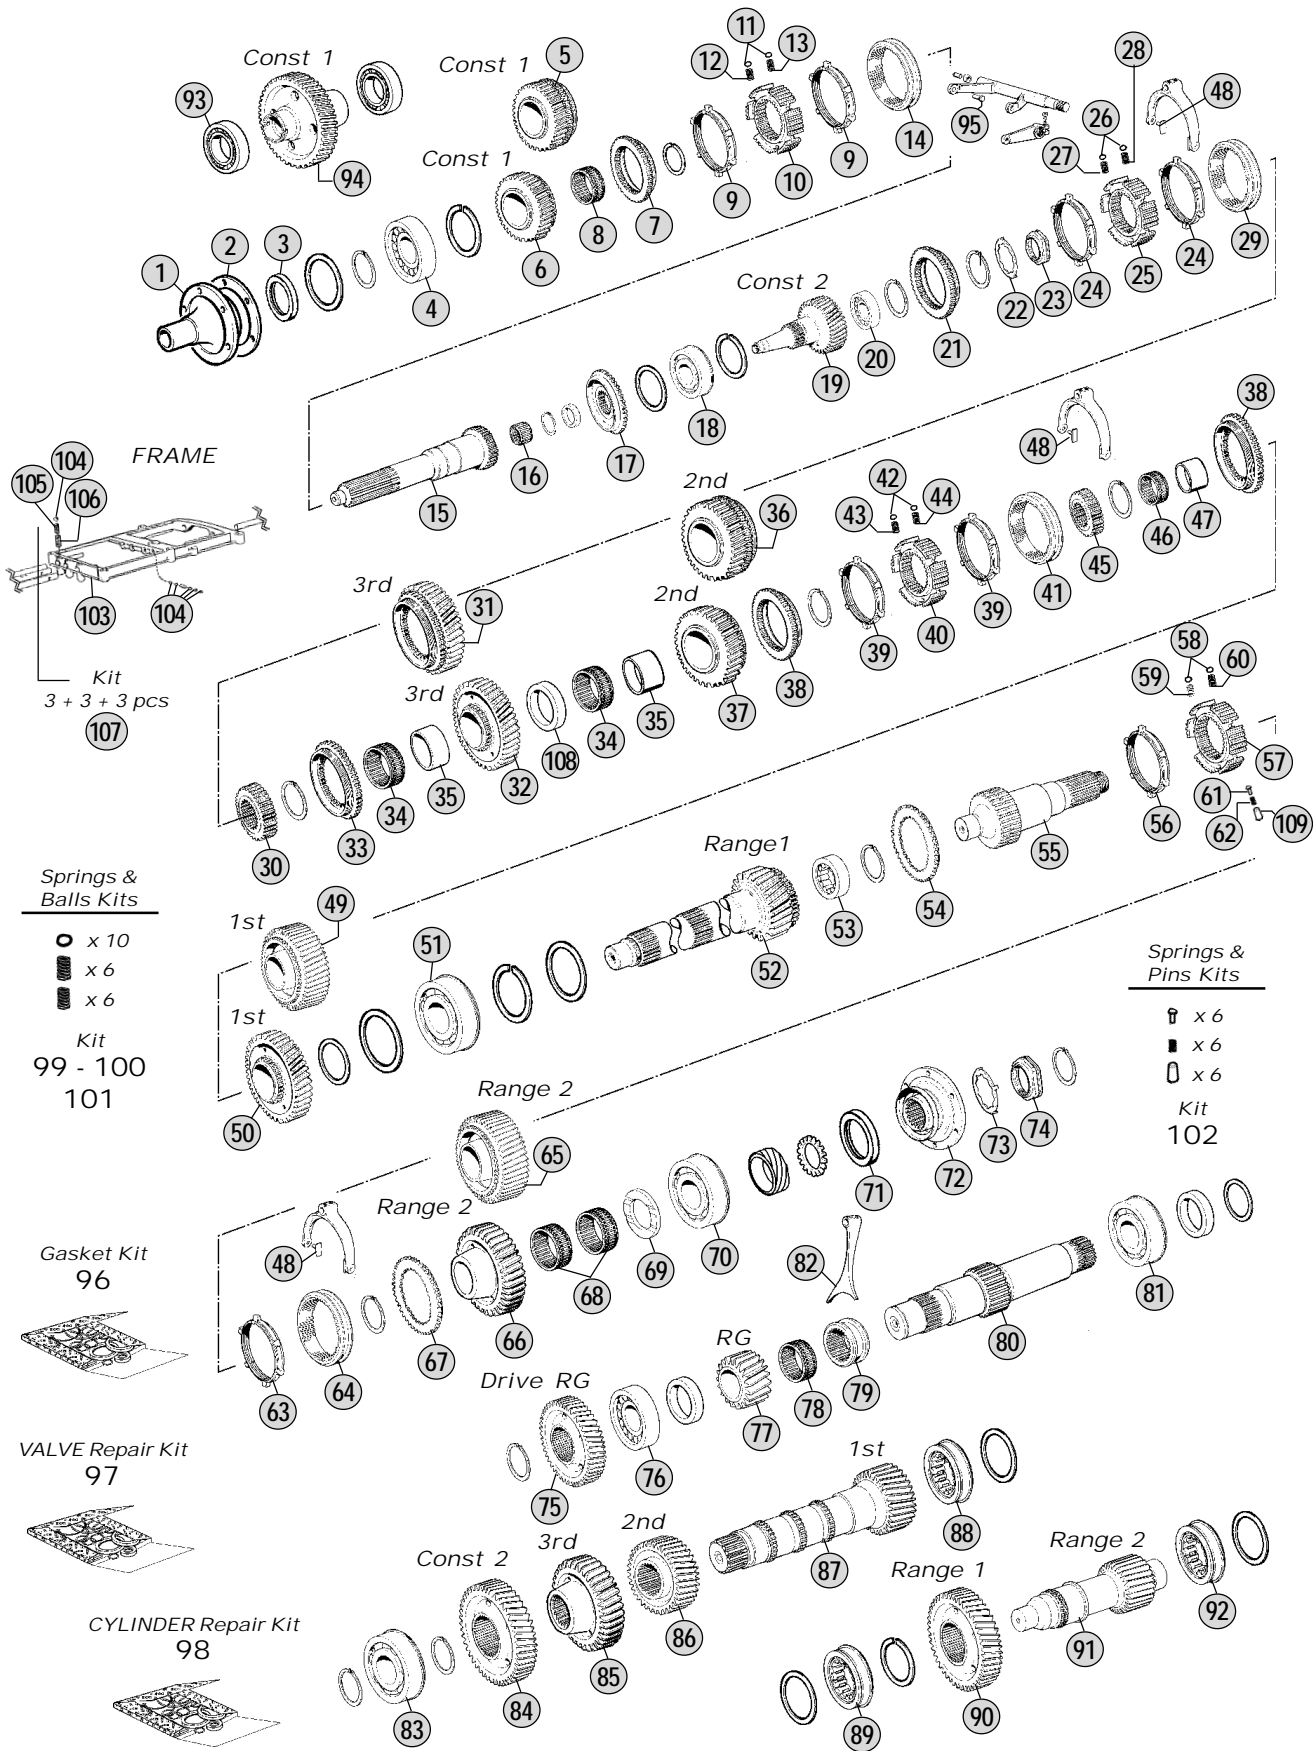 Const 1
93
94
Const 1
5
11
12
13
14
95
28
26
27
48
Const 1
9
10
9
1
2
3
4
6
8
7
24
25
24
29
Const 2
22
23
21
20
19
18
17
16
15
FRAME
104
105
106
103
104
Kit
3 + 3 + 3 pcs
107
48
38
2nd
36
42
43
44
47
46
45
41
39
40
39
3rd
31
2nd
38
37
3rd
35
34
108
32
35
34
33
30
58
59
60
57
56
61
62
109
55
54
Range1
53
52
Springs &
Balls Kits
x 10
x 6
x 6
Kit
99 - 100
101
1st
49
51
1st
50
Springs &
Pins Kits
x 6
x 6
x 6
Kit
102
Range 2
65
74
73
72
71
70
69
68
Range 2
66
67
48
64
63
82
81
80
Gasket Kit
96
RG
79
78
77
Drive RG
76
75
VALVE Repair Kit
97
1st
88
87
2nd
86
3rd
85
Const 2
84
83
Range 2
92
91
Range 1
90
89
CYLINDER Repair Kit
98